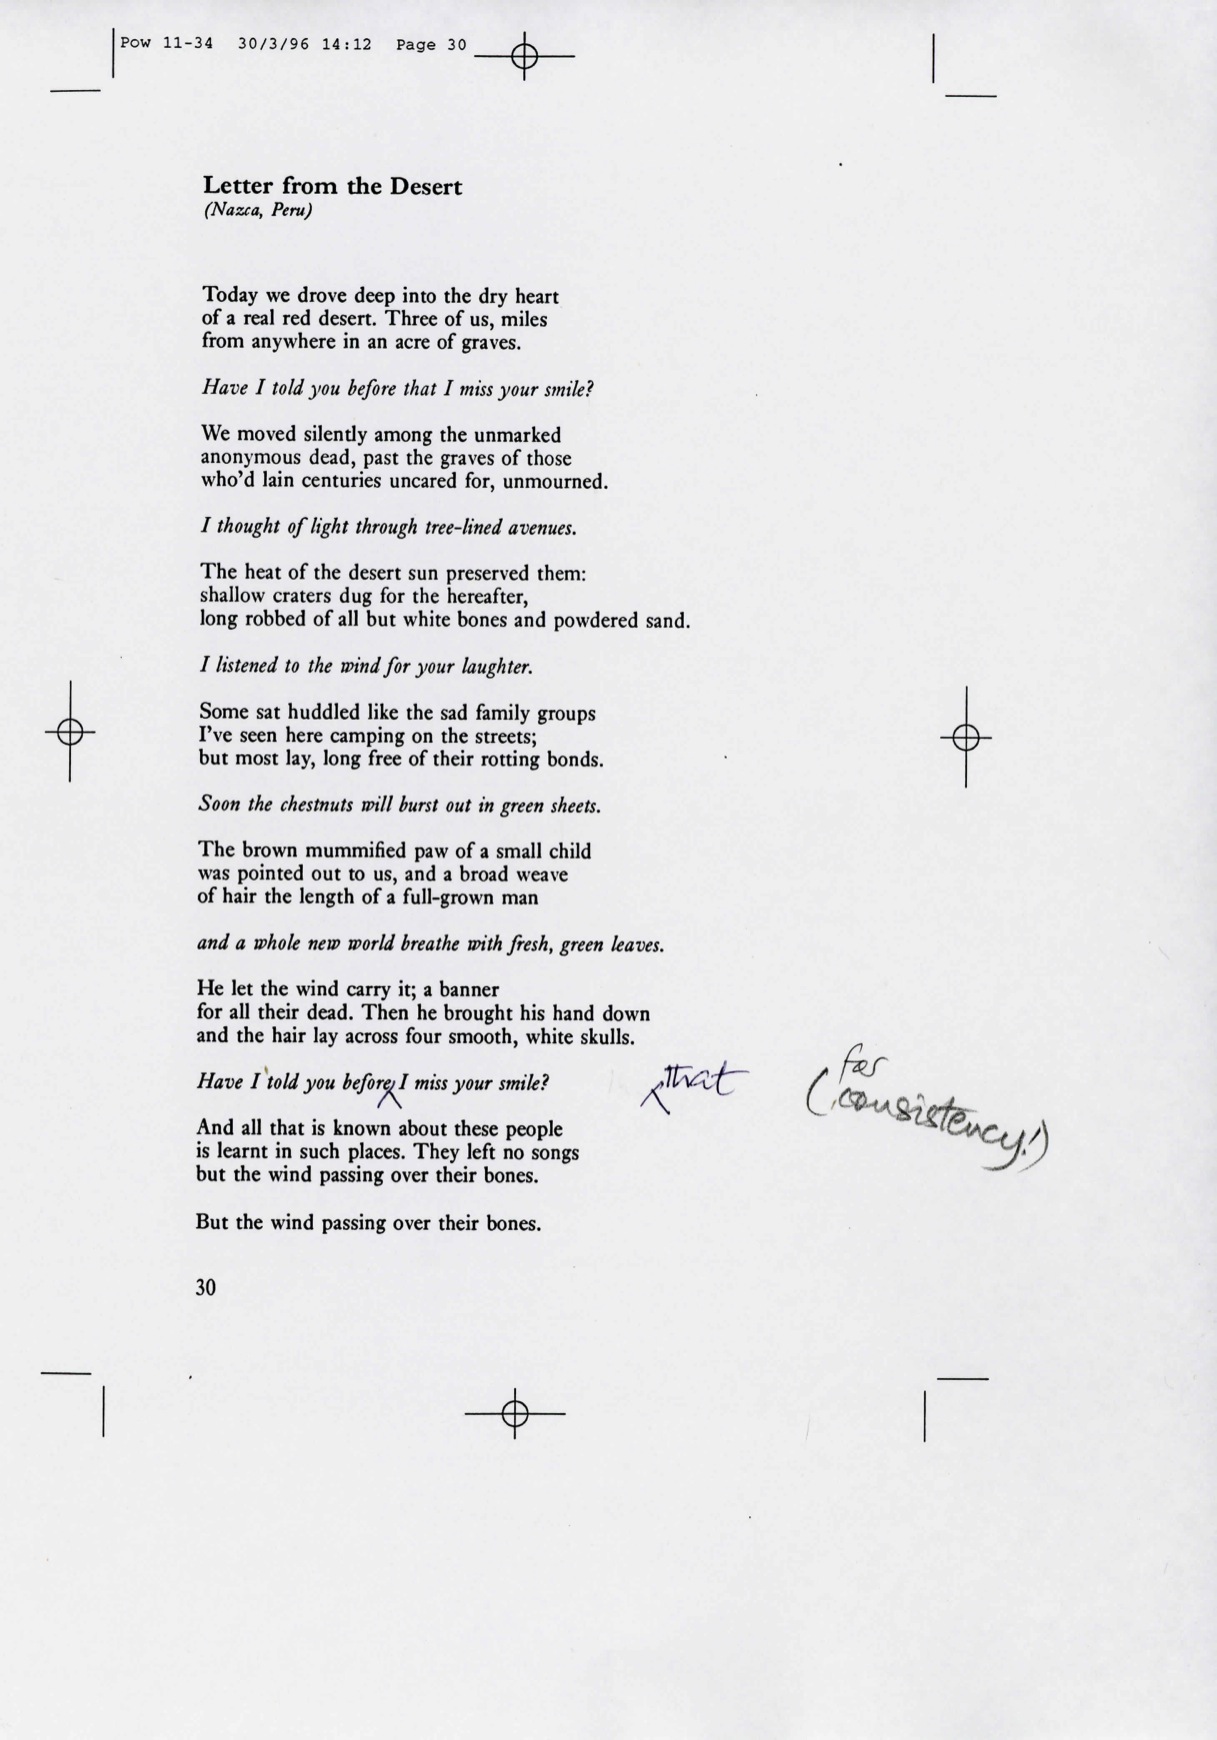 Pow 11-34 30/3/96 14:12 Page 30
Letter from the Desert
(Nazca, Peru)
Today we drove deep into the dry heart
of a real red desert. Three of us, miles
from anywhere in an acre of graves.
Have I told you before that I miss your smile?
We moved silently among the unmarked
anonymous dead, past the graves of those
who'd lain centuries uncared for, unmourned.
I thought of light through tree-lined avenues.
The heat of the desert sun preserved them:
shallow craters dug for the hereafter,
long robbed of all but white bones and powdered sand.
I listened to the wind for your laughter.
Some sat huddled like the sad family groups
I've seen here camping on the streets;
but most lay, long free of their rotting bonds.
Soon the chestnuts will burst out in green sheets.
The brown mummified paw of a small child
was pointed out to us, and a broad weave
of hair the length of a full-grown man
and a whole new world breathe with fresh, green leaves.
He let the wind carry it; a banner
for all their dead. Then he brought his hand down
and the hair lay across four smooth, white skulls.
Have I told you before, I miss your smile?
that
(for
consistency!)
And all that is known about these people
is learnt in such places. They left no songs
but the wind passing over their bones.
But the wind passing over their bones.
30